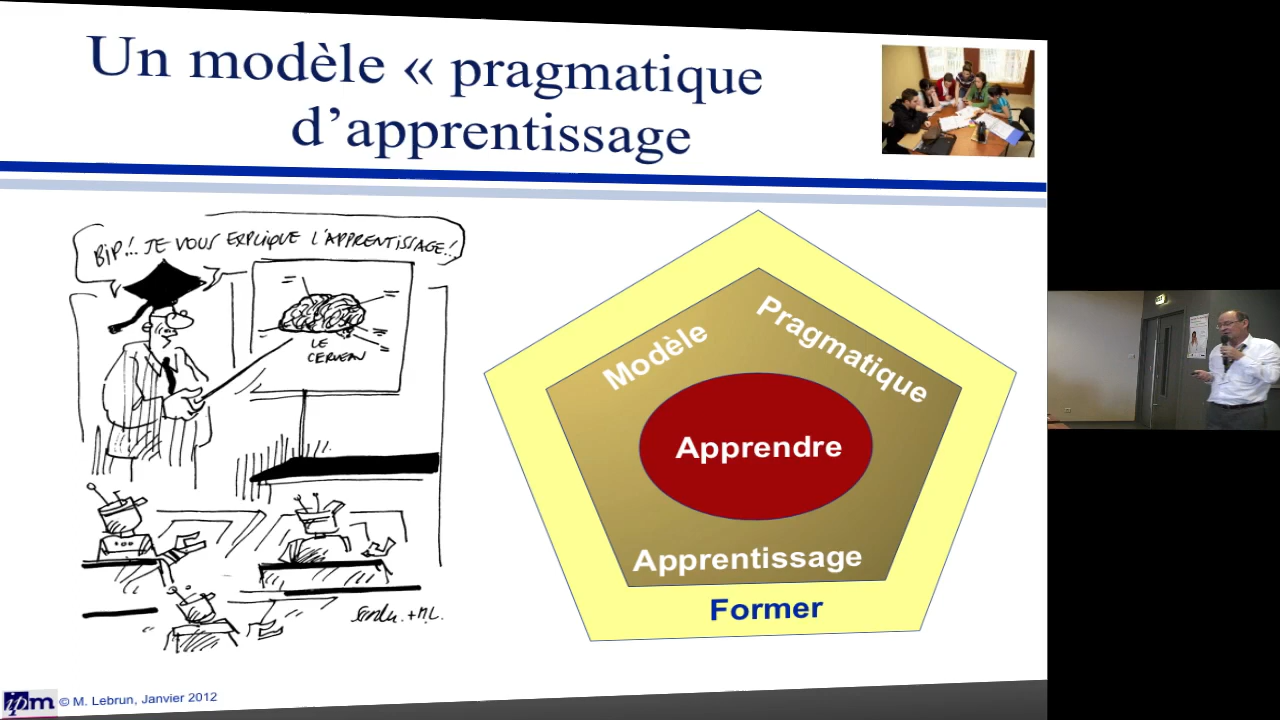 Un modèle « pragmatique
d’apprentissage
BIP!.. JE VOUS EXPLIQUE L'APPRENTISSAGE!
LE
CERVEAU
Modèle
Pragmatique
Apprendre
Apprentissage
Former
ipm © M. Lebrun, Janvier 2012